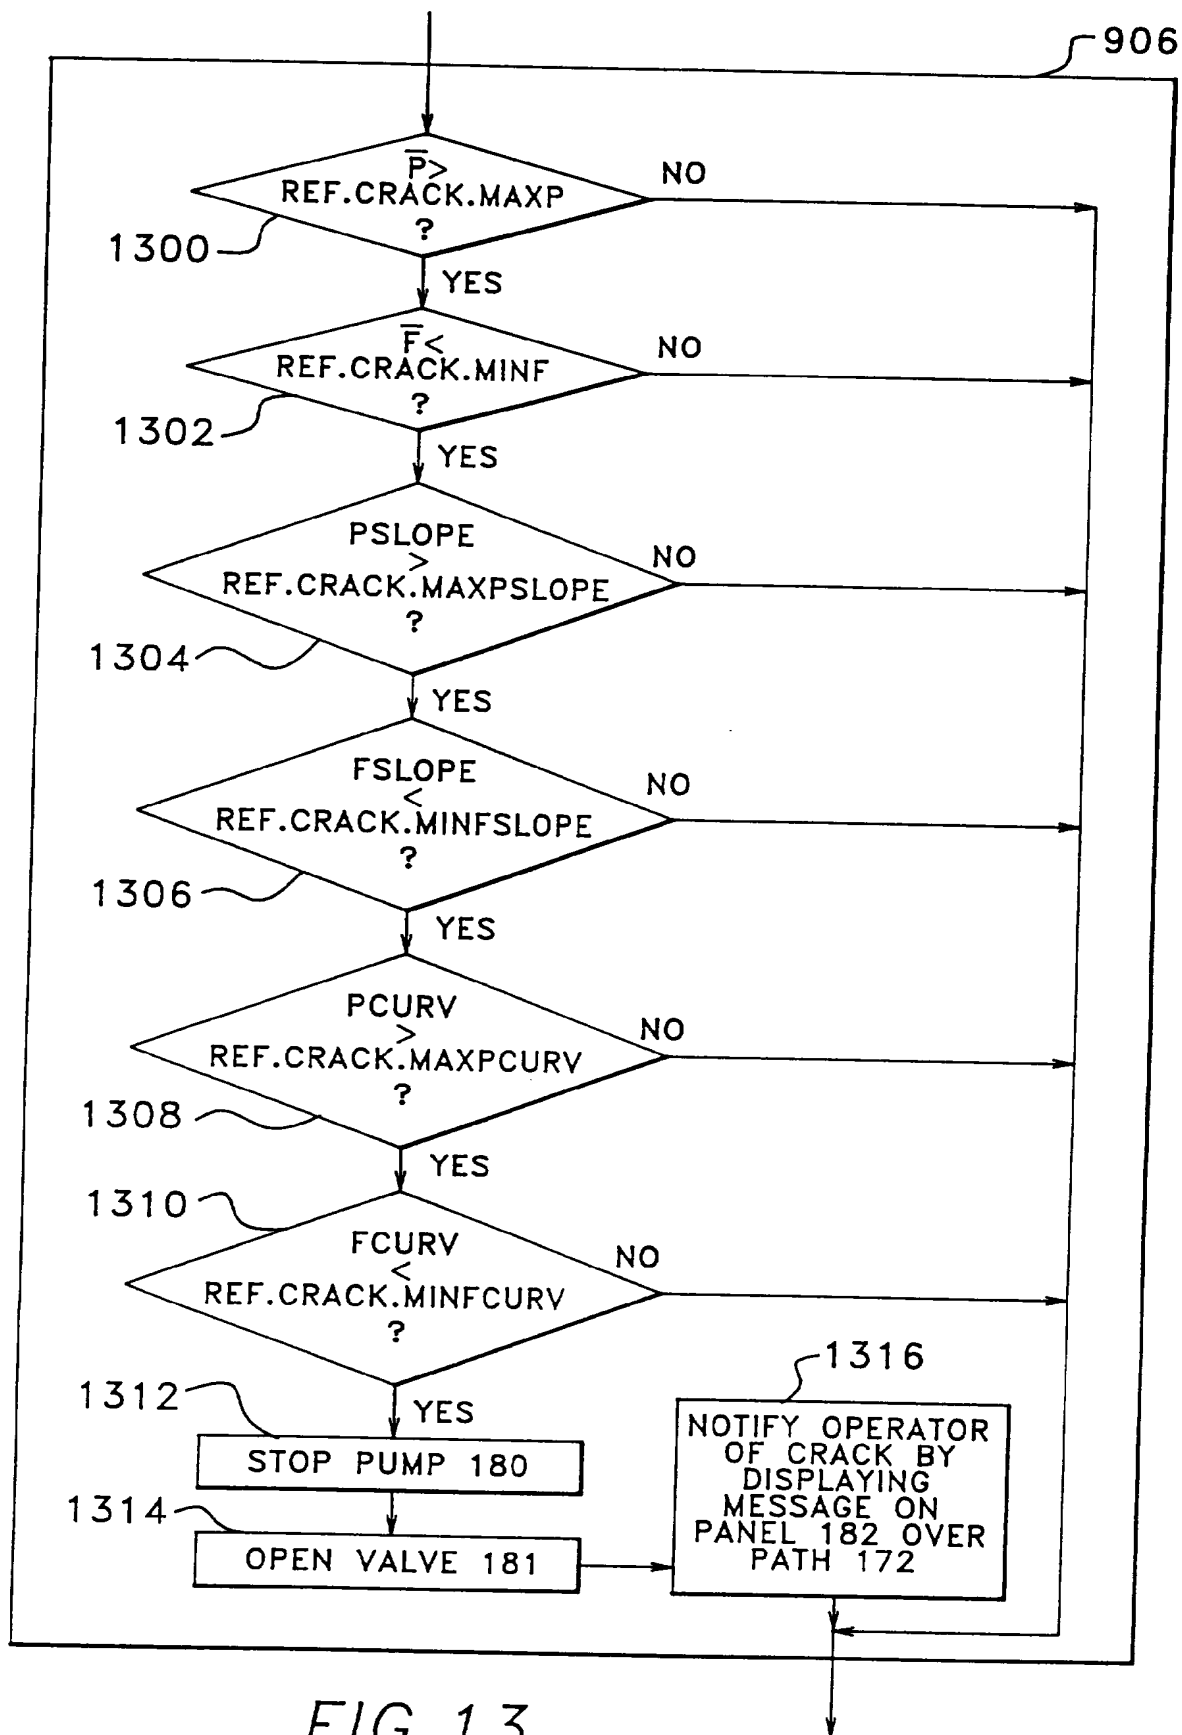 906
P̅>
REF.CRACK.MAXP
?
NO
1300
YES
F̅<
REF.CRACK.MINF
?
NO
1302
YES
PSLOPE
>
REF.CRACK.MAXPSLOPE
?
NO
1304
YES
FSLOPE
<
REF.CRACK.MINFSLOPE
?
NO
1306
YES
PCURV
>
REF.CRACK.MAXPCURV
?
NO
1308
YES
1310
FCURV
<
REF.CRACK.MINFCURV
?
NO
YES
1312
STOP PUMP 180
1314
OPEN VALVE 181
1316
NOTIFY OPERATOR
OF CRACK BY
DISPLAYING
MESSAGE ON
PANEL 182 OVER
PATH 172
FIG 13